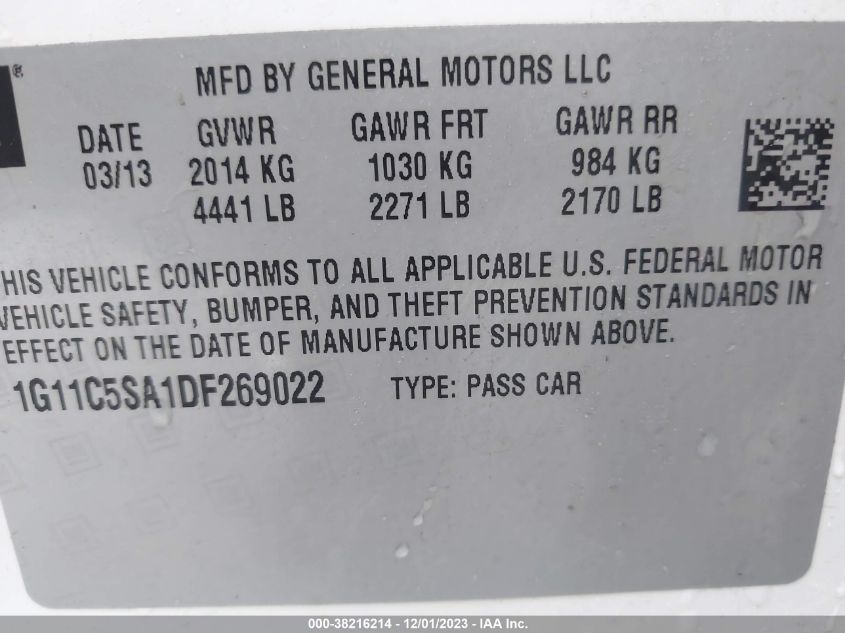 ®
MFD BY GENERAL MOTORS LLC
DATE GVWR GAWR FRT GAWR RR
03/13 2014 KG 1030 KG 984 KG
4441 LB 2271 LB 2170 LB
HIS VEHICLE CONFORMS TO ALL APPLICABLE U.S. FEDERAL MOTOR
VEHICLE SAFETY, BUMPER, AND THEFT PREVENTION STANDARDS IN
EFFECT ON THE DATE OF MANUFACTURE SHOWN ABOVE.
1G11C5SA1DF269022 TYPE: PASS CAR
000-38216214 - 12/01/2023 - IAA Inc.